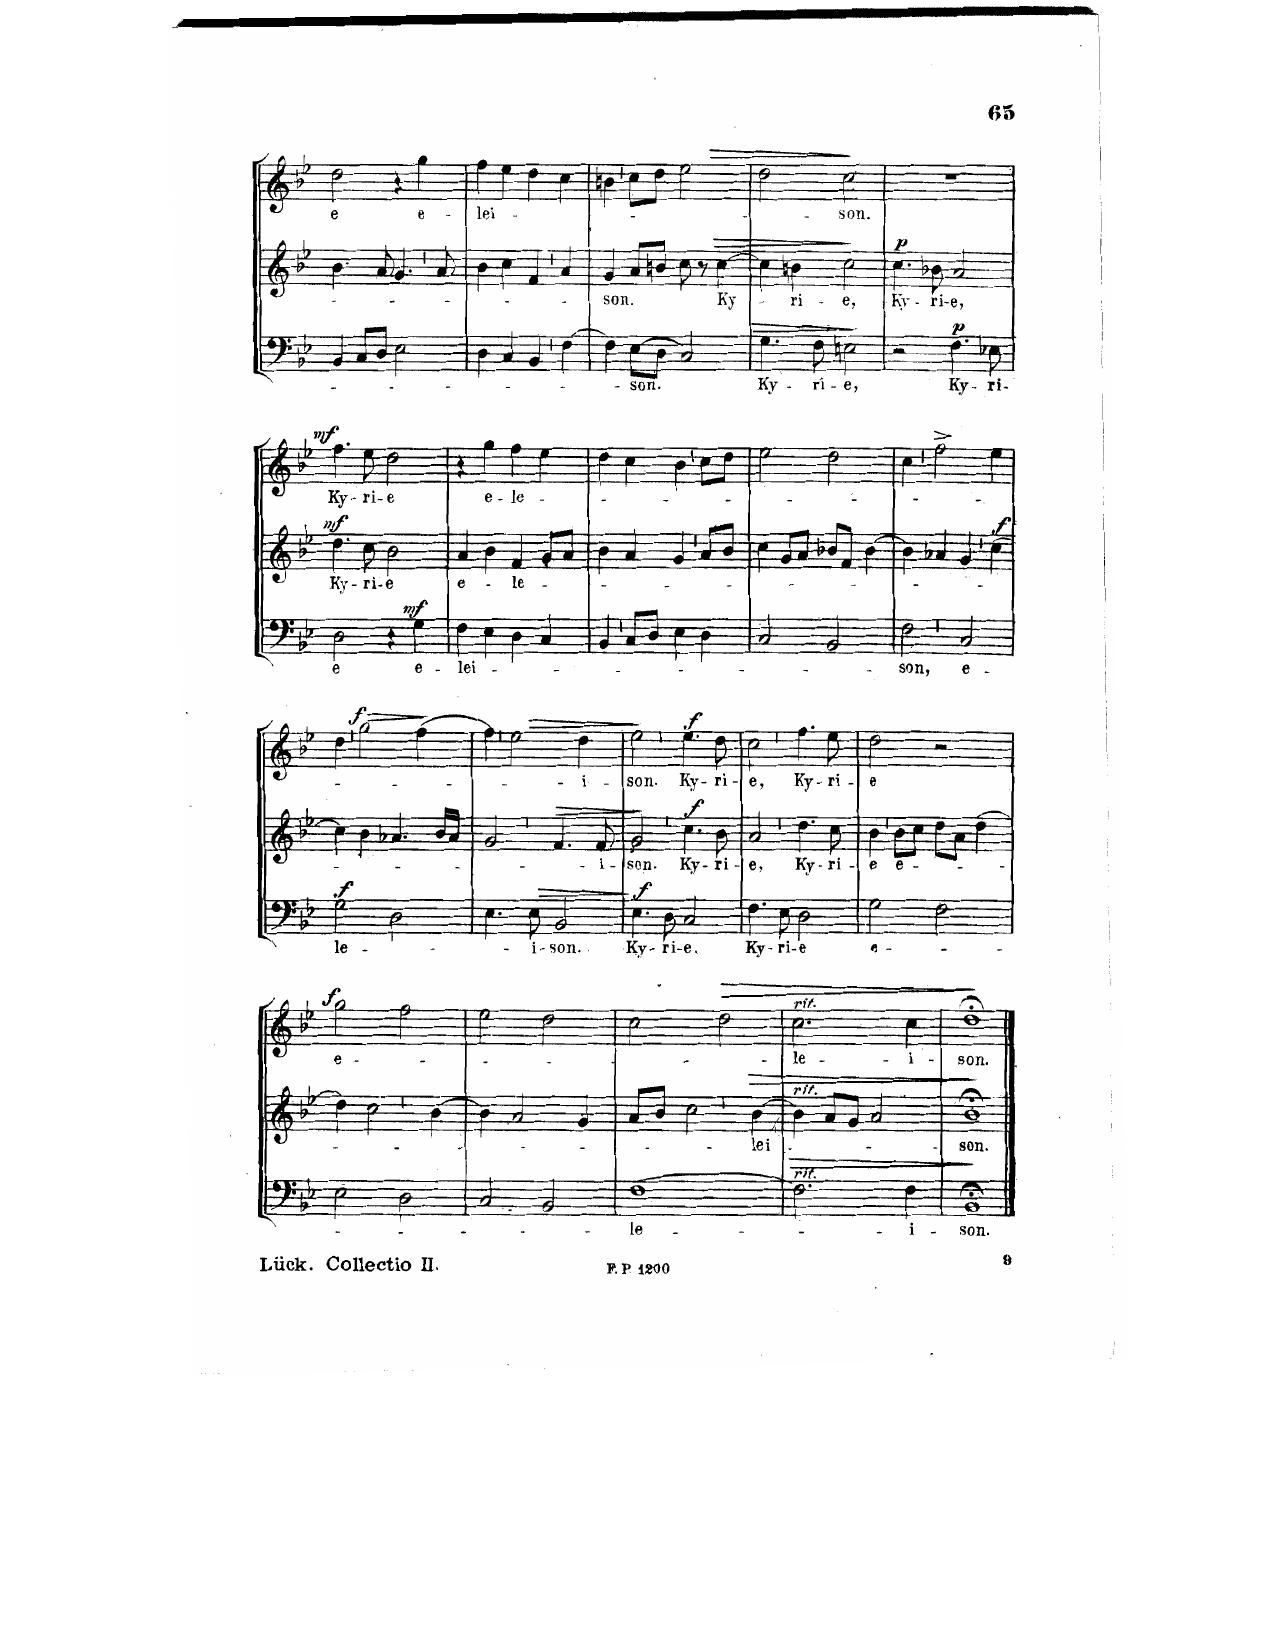 65
e e - lei - - - - son.
- - - - - son. Ky - ri - e, Ky - ri-e,
- - - - - son. Ky - ri - e, Ky - ri-
mf
p
p
Ky - ri - e e - le - - - - - - -
mf
Ky - ri - e e - le - - - - - - -
mf f
e e - lei - - - - - - son, e -
f f
- - - - i - son. Ky - ri - e, Ky - ri - e
f
- - - - - i - son. Ky - ri - e, Ky - ri - e e - - -
f f
le - - - i - son. Ky - ri-e. Ky - ri-e e - - -
f rit.
e - - - - - - le - i - son.
rit.
- - - - - - - lei - - - son.
rit.
- - - - - le - - - i - son.
Lück. Collectio II. F. P. 1200 9